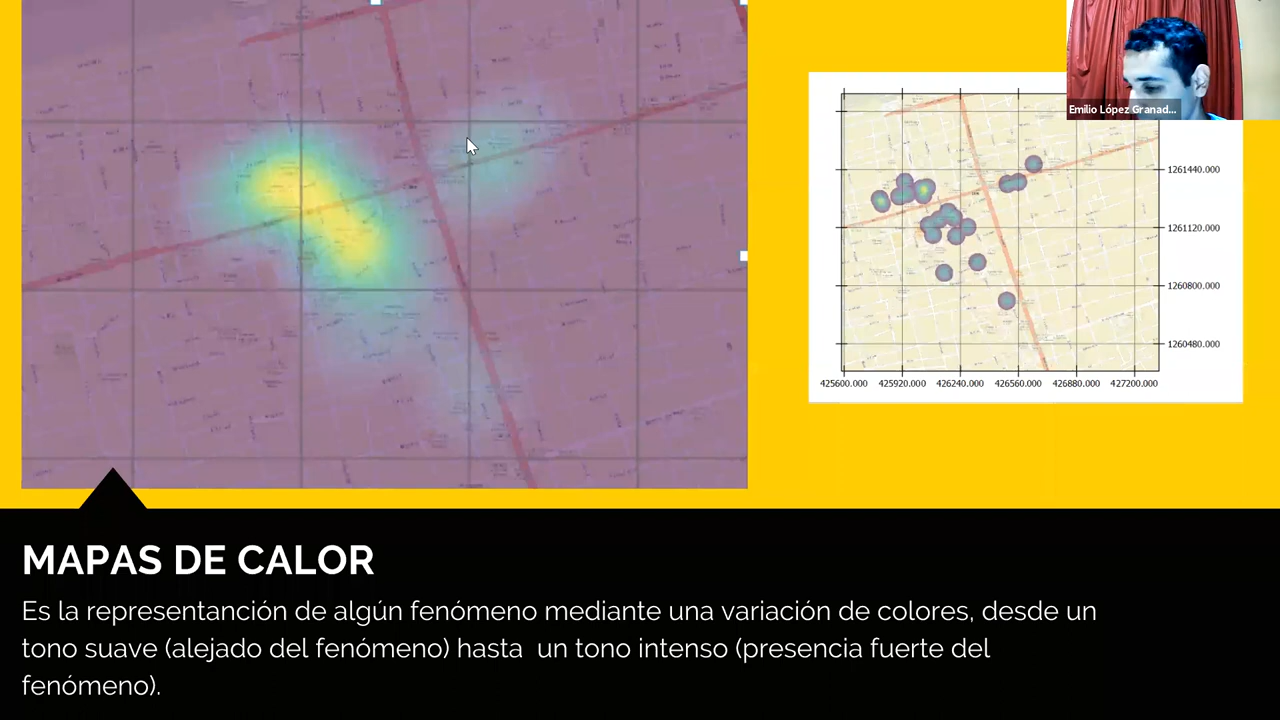 Emilio López Granad...
1261440.000
1261120.000
1260800.000
1260480.000
425600.000 425920.000 426240.000 426560.000 426880.000 427200.000
MAPAS DE CALOR
Es la representanción de algún fenómeno mediante una variación de colores, desde un
tono suave (alejado del fenómeno) hasta un tono intenso (presencia fuerte del
fenómeno).